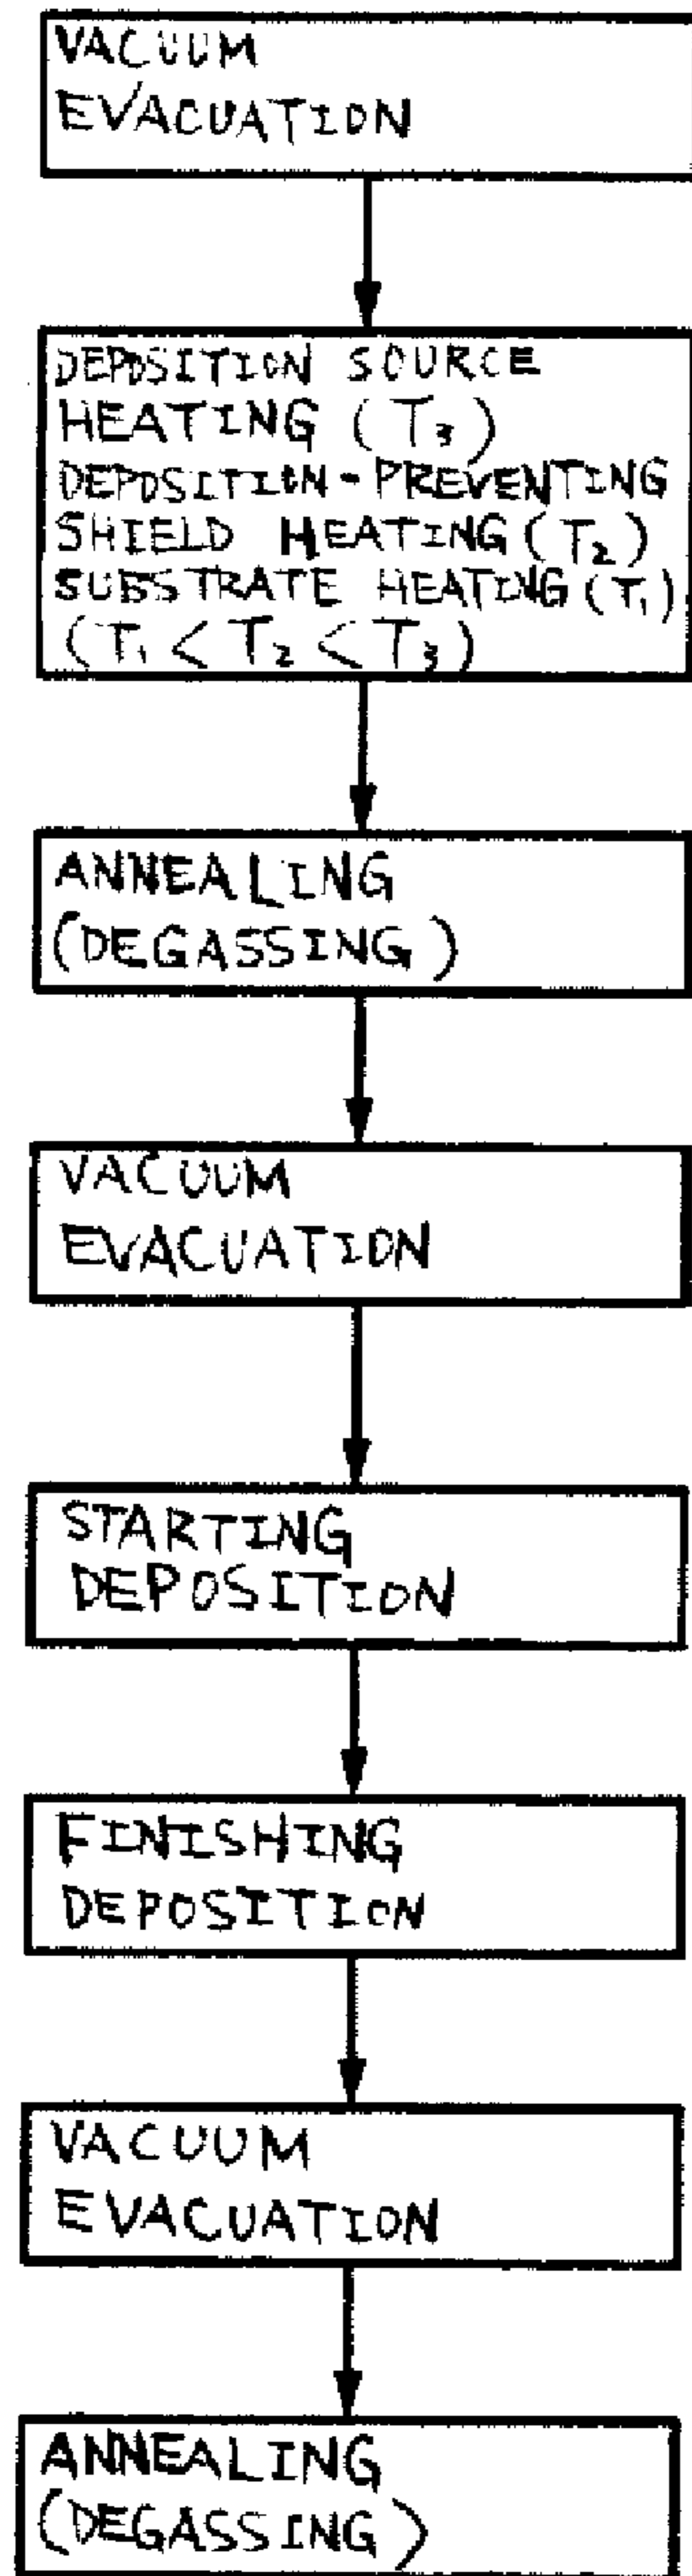 VACUUM
EVACUATION
DEPOSITION SOURCE
HEATING (T₃)
DEPOSITION-PREVENTING
SHIELD HEATING (T₂)
SUBSTRATE HEATING (T₁)
(T₁ < T₂ < T₃)
ANNEALING
(DEGASSING)
VACUUM
EVACUATION
STARTING
DEPOSITION
FINISHING
DEPOSITION
VACUUM
EVACUATION
ANNEALING
(DEGASSING)